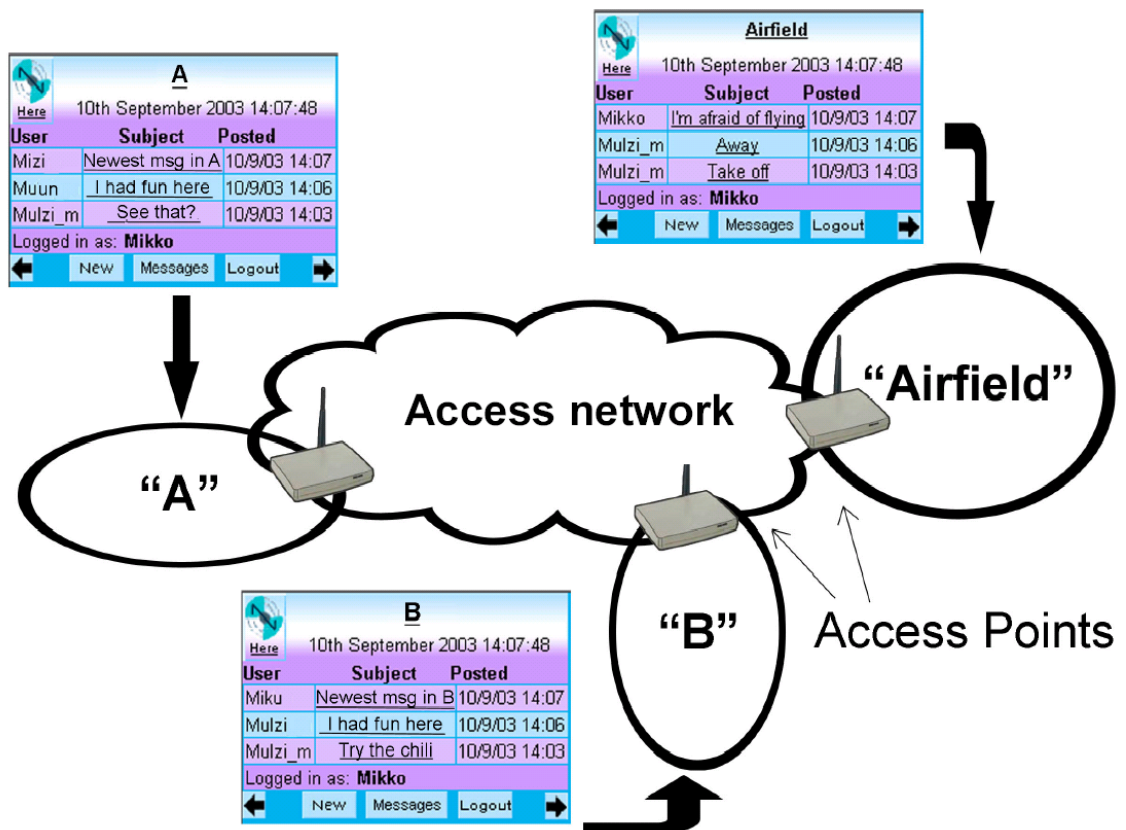 A
Here
10th September 2003 14:07:48
User Subject Posted
Mizi Newest msg in A 10/9/03 14:07
Muun I had fun here 10/9/03 14:06
Mulzi_m See that? 10/9/03 14:03
Logged in as: Mikko
New Messages Logout
Airfield
Here
10th September 2003 14:07:48
User Subject Posted
Mikko I'm afraid of flying 10/9/03 14:07
Mulzi_m Away 10/9/03 14:06
Mulzi_m Take off 10/9/03 14:03
Logged in as: Mikko
New Messages Logout
Access network
“Airfield”
“A”
“B”
Access Points
B
Here
10th September 2003 14:07:48
User Subject Posted
Miku Newest msg in B 10/9/03 14:07
Mulzi I had fun here 10/9/03 14:06
Mulzi_m Try the chili 10/9/03 14:03
Logged in as: Mikko
New Messages Logout